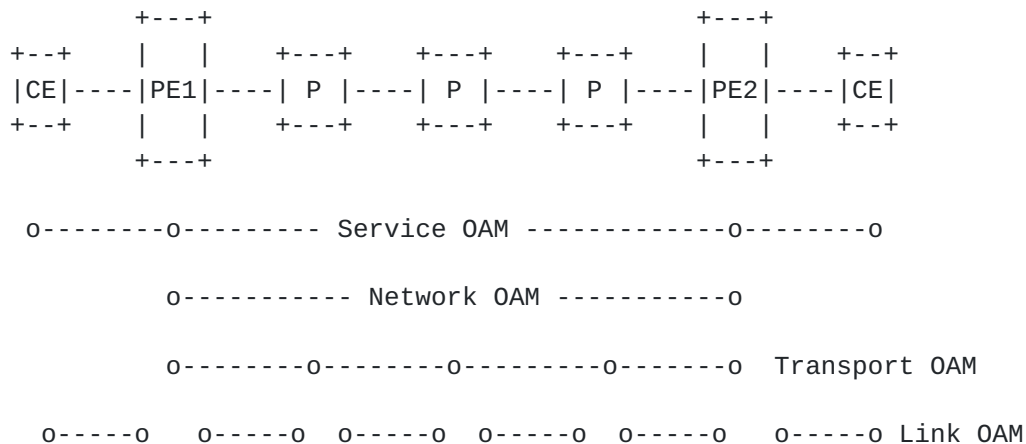 +---+                               +---+
+--+    |   |    +---+    +---+    +---+    |   |    +--+
|CE|----|PE1|----| P |----| P |----| P |----|PE2|----|CE|
+--+    |   |    +---+    +---+    +---+    |   |    +--+
        +---+                               +---+
 o--------o--------- Service OAM -------------o--------o
          o----------- Network OAM -----------o
          o--------o--------o---------o-------o  Transport OAM
  o-----o   o-----o  o-----o  o-----o  o-----o   o-----o Link OAM